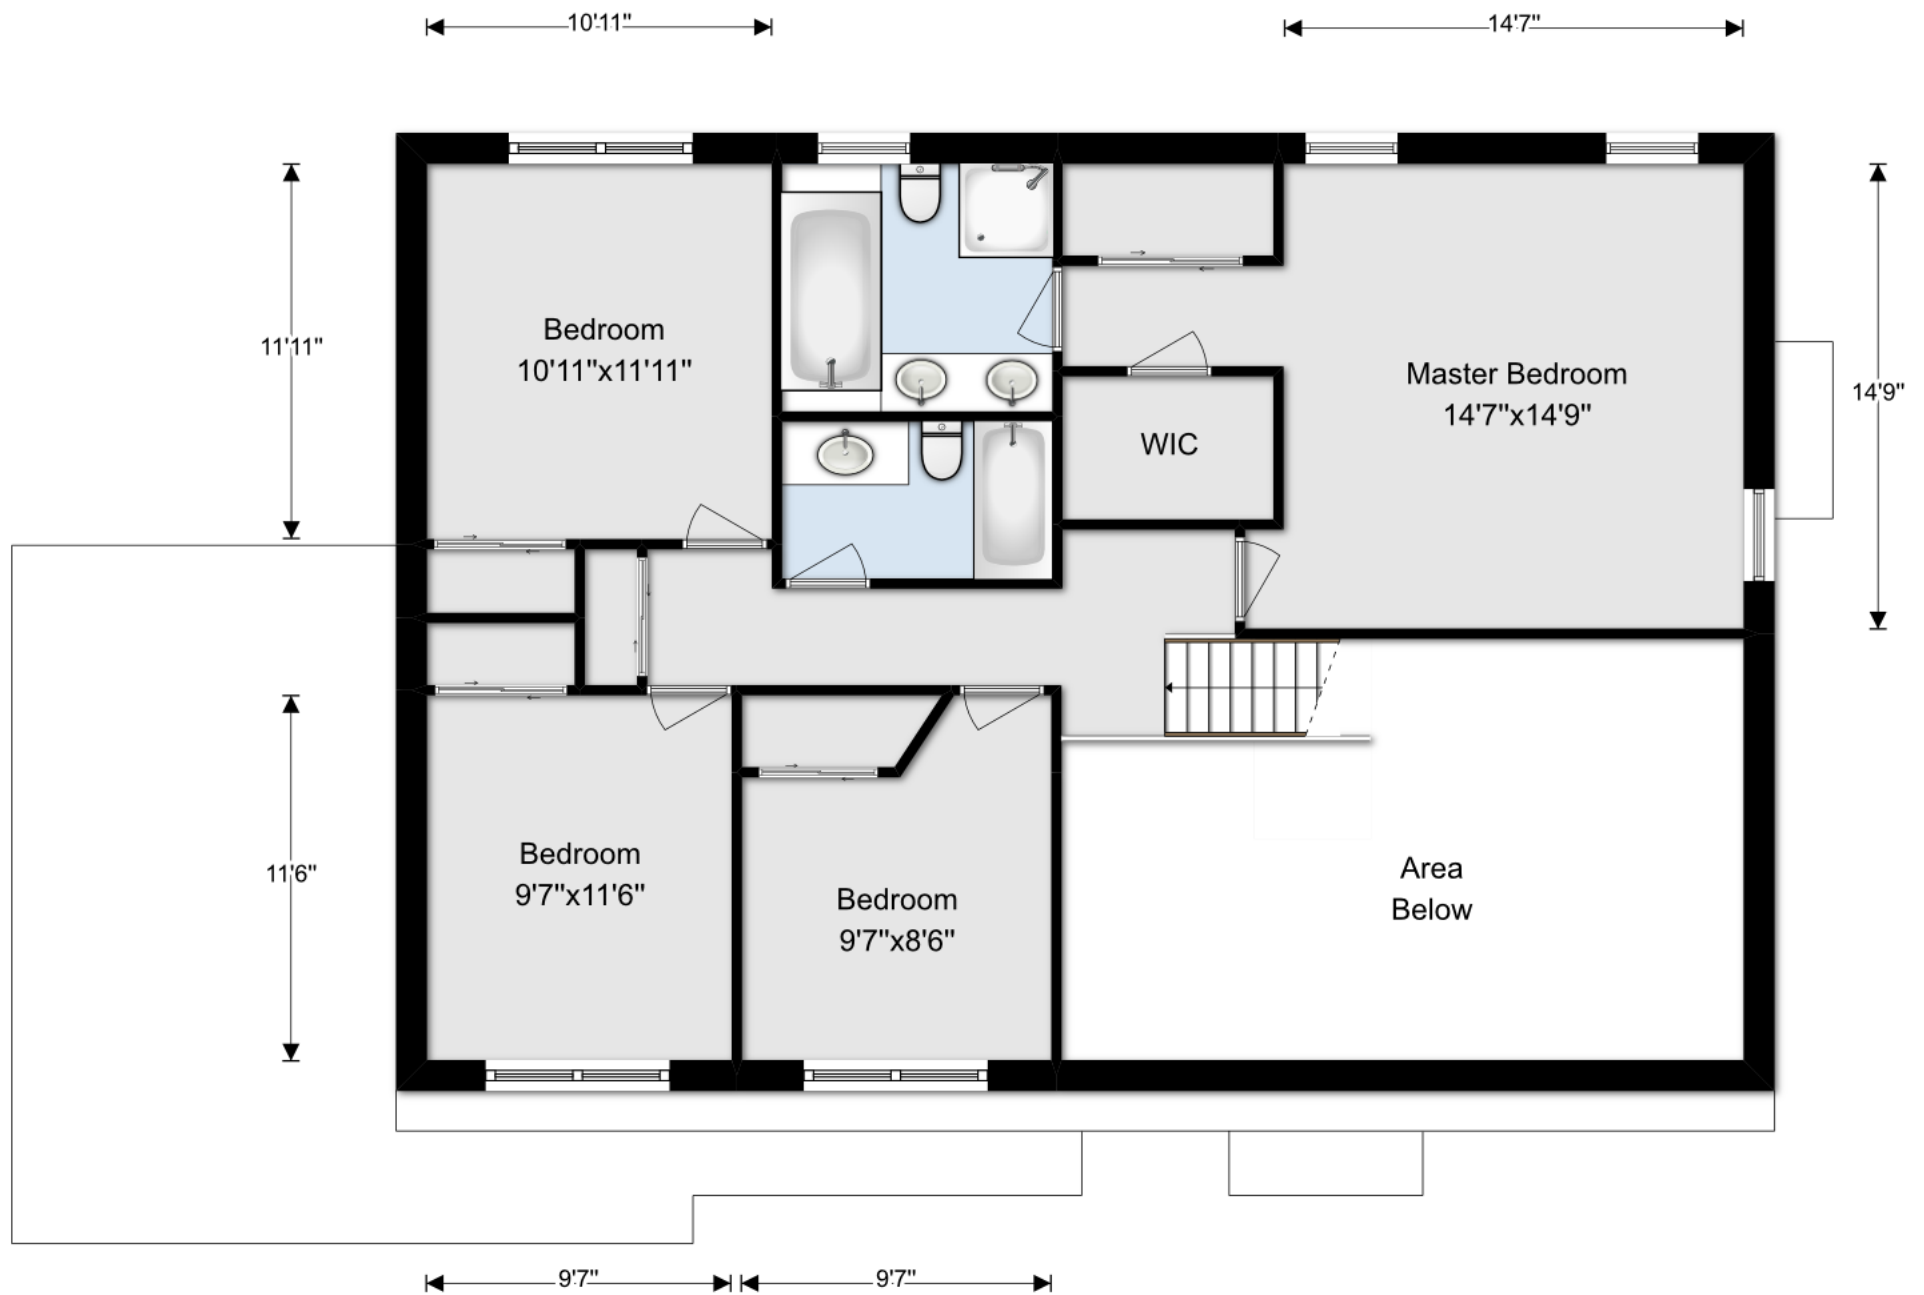 10'11"
14'7"
11'11"
Bedroom
10'11"x11'11"
Master Bedroom
14'7"x14'9"
14'9"
WIC
11'6"
Bedroom
9'7"x11'6"
Bedroom
9'7"x8'6"
Area
Below
9'7"
9'7"